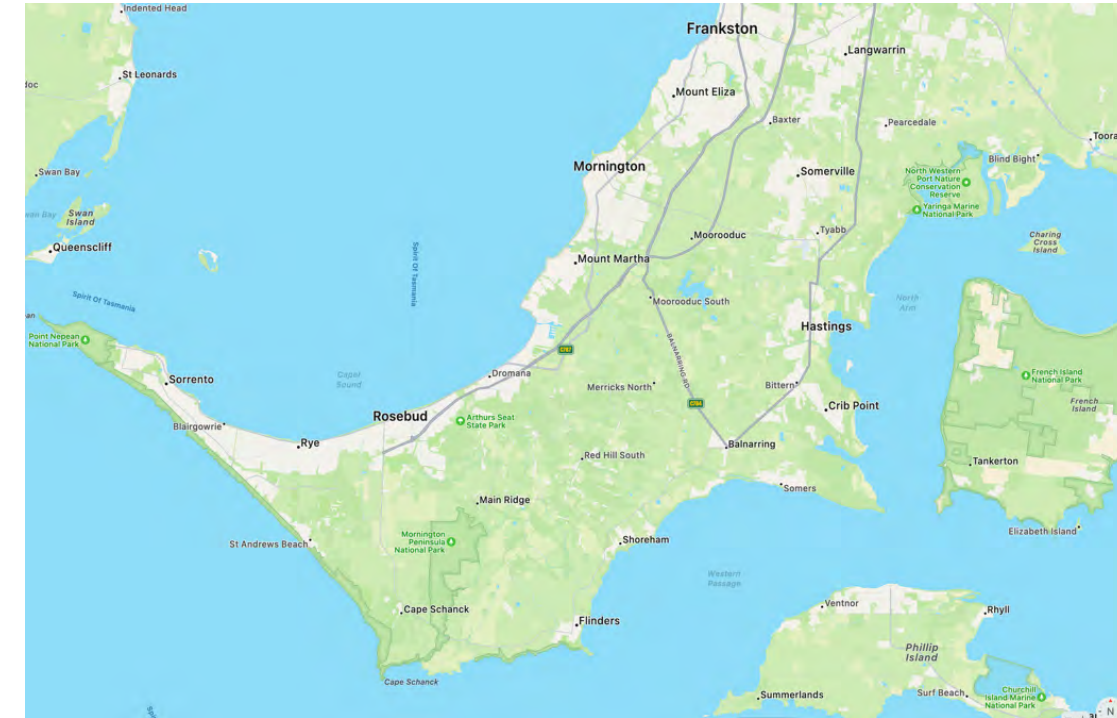 Indented Head
Frankston
Langwarrin
St Leonards
Mount Eliza
Baxter
Pearcedale
Blind Bight
Mornington
Somerville
North Western
Port Nature
Conservation
Reserve
Swan Bay
Yaringa Marine
National Park
Swan
Island
Queenscliff
Tyabb
Moorooduc
Charing
Cross
Island
Spirit Of Tasmania
Mount Martha
Spirit Of Tasmania
Moorooduc South
North
Arm
Hastings
Point Nepean
National Park
BALNARRING RD
Sorrento
Capel
Sound
Dromana
Merricks North
Bittern
French Island
National Park
Rosebud
Arthurs Seat
State Park
Crib Point
French
Island
Blairgowrie
Rye
Balnarring
Red Hill South
Tankerton
Somers
Main Ridge
Mornington
Peninsula
National Park
St Andrews Beach
Shoreham
Elizabeth Island
Western
Passage
Cape Schanck
Flinders
Ventnor
Rhyll
Phillip
Island
Cape Schanck
Summerlands
Surf Beach
Churchill
Island Marine
National Park
N